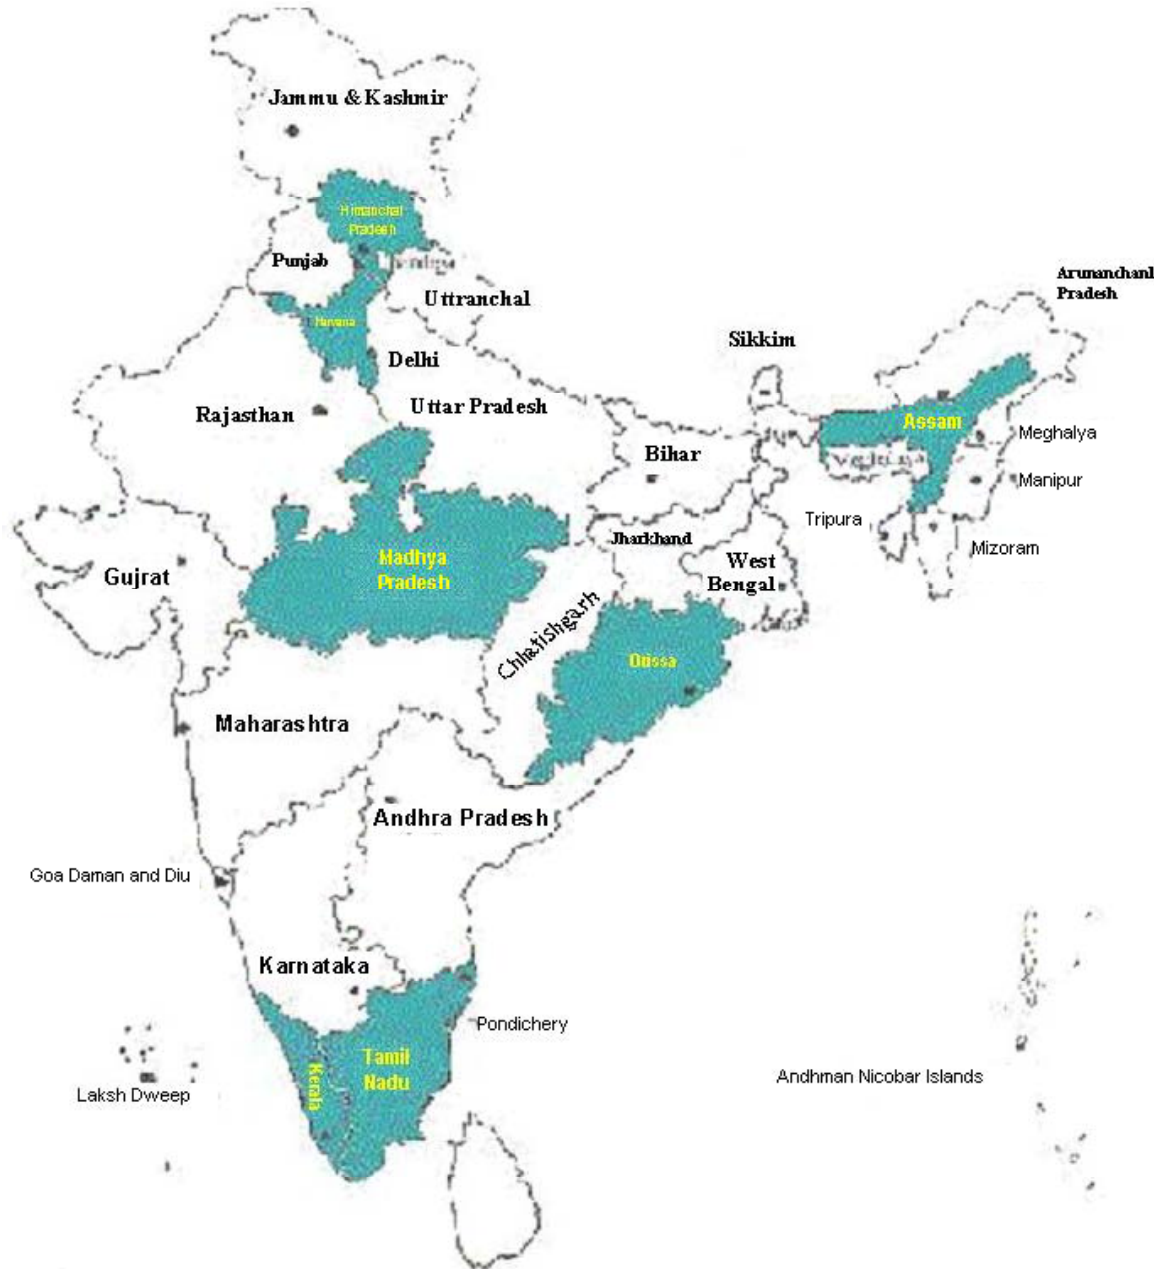 Jammu & Kashmir
Himanchal
Pradesh
Punjab
Uttranchal
Arunanchanl
Pradesh
Haryana
Sikkim
Delhi
Rajasthan
Uttar Pradesh
Assam
Meghalya
Bihar
Manipur
Tripura
Jharkhand
Mizoram
Madhya
Pradesh
West
Bengal
Gujrat
Chhatishgarh
Orissa
Maharashtra
Andhra Pradesh
Goa Daman and Diu
Karnataka
Pondichery
Tamil
Nadu
Kerala
Andhman Nicobar Islands
Laksh Dweep